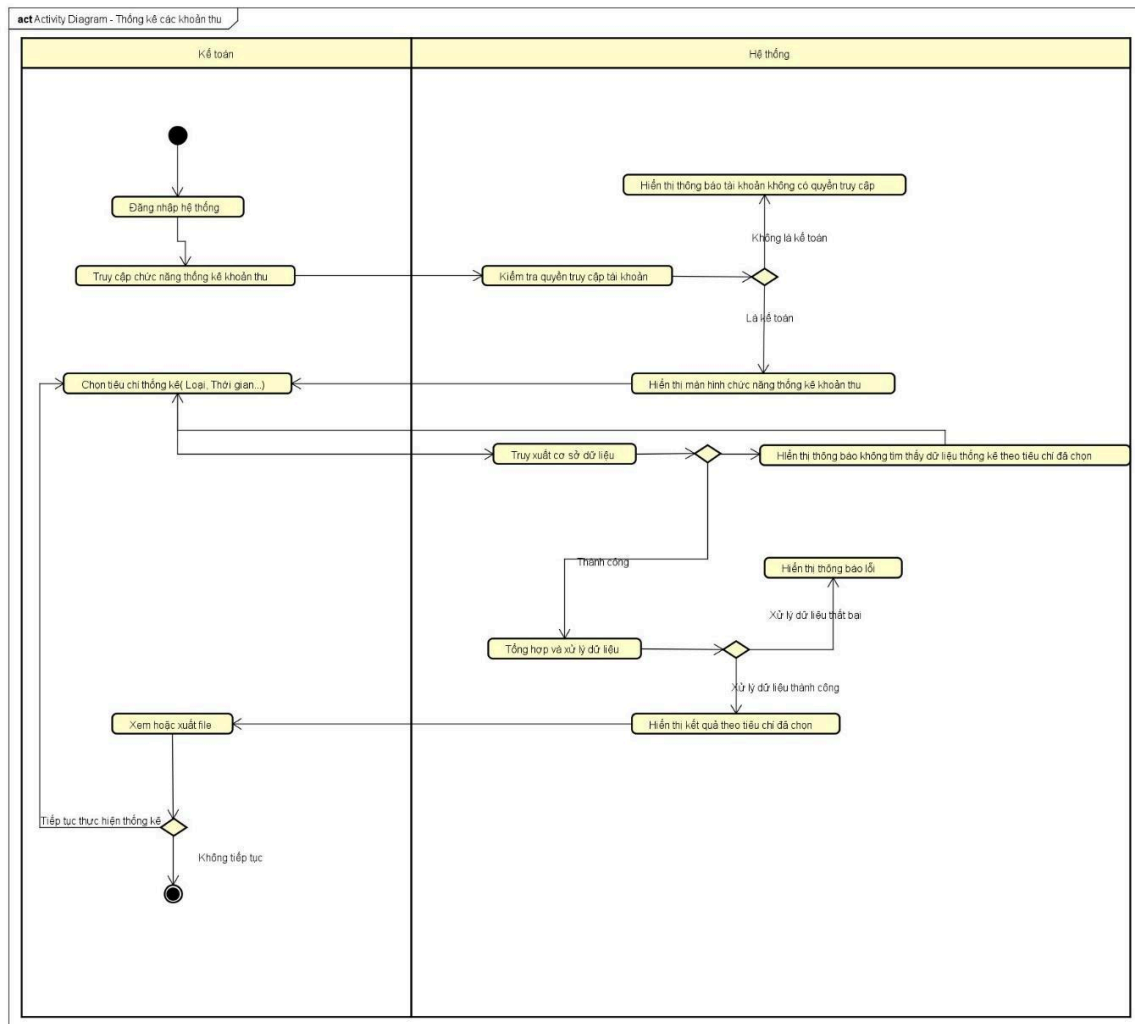 act Activity Diagram - Thống kê các khoản thu
Kế toán
Hệ thống
Hiển thị thông báo tài khoản không có quyền truy cập
Đăng nhập hệ thống
Không là kế toán
Truy cập chức năng thống kê khoản thu
Kiểm tra quyền truy cập tài khoản
Là kế toán
Chọn tiêu chí thống kê( Loại, Thời gian...)
Hiển thị màn hình chức năng thống kê khoản thu
Truy xuất cơ sở dữ liệu
Hiển thị thông báo không tìm thấy dữ liệu thống kê theo tiêu chí đã chọn
Thành công
Hiển thị thông báo lỗi
Xử lý dữ liệu thất bại
Tổng hợp và xử lý dữ liệu
Xử lý dữ liệu thành công
Xem hoặc xuất file
Hiển thị kết quả theo tiêu chí đã chọn
Tiếp tục thực hiện thống kê
Không tiếp tục